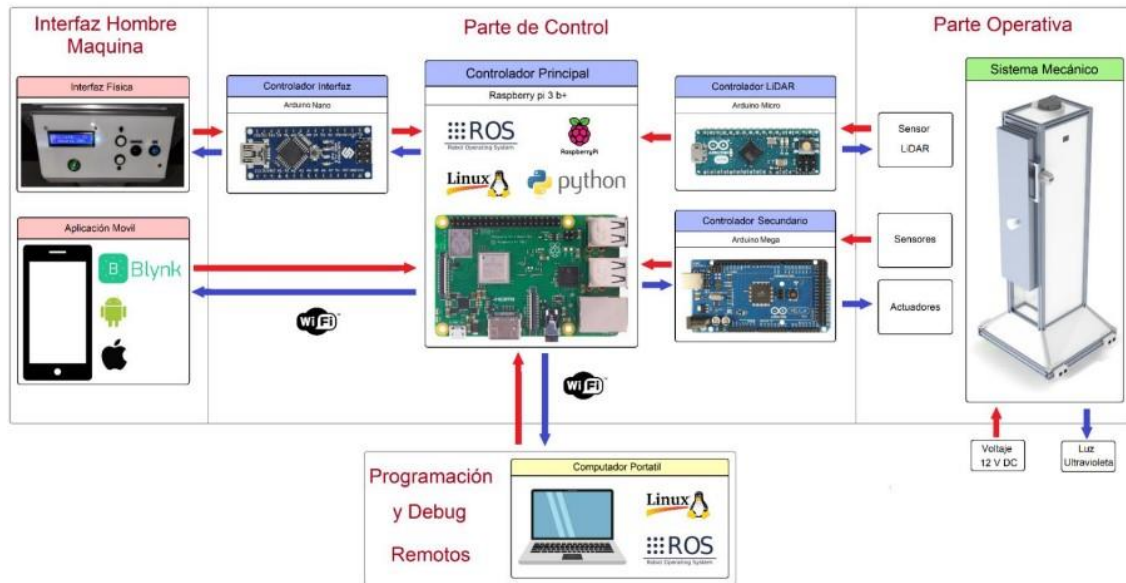 Interfaz Hombre
Maquina
Parte de Control
Parte Operativa
Interfaz Física
Controlador Interfaz
Arduino Nano
Controlador Principal
Raspberry pi 3 b+
ROS
Robot Operating System
RaspberryPi
Linux
python
Controlador LiDAR
Arduino Micro
Sensor
LiDAR
Sistema Mecánico
Aplicación Movil
B Blynk
WiFi
Controlador Secundario
Arduino Mega
Sensores
Actuadores
WiFi
Voltaje
12 V DC
Luz
Ultravioleta
Programación
y Debug
Remotos
Computador Portatil
Linux
ROS
Robot Operating System